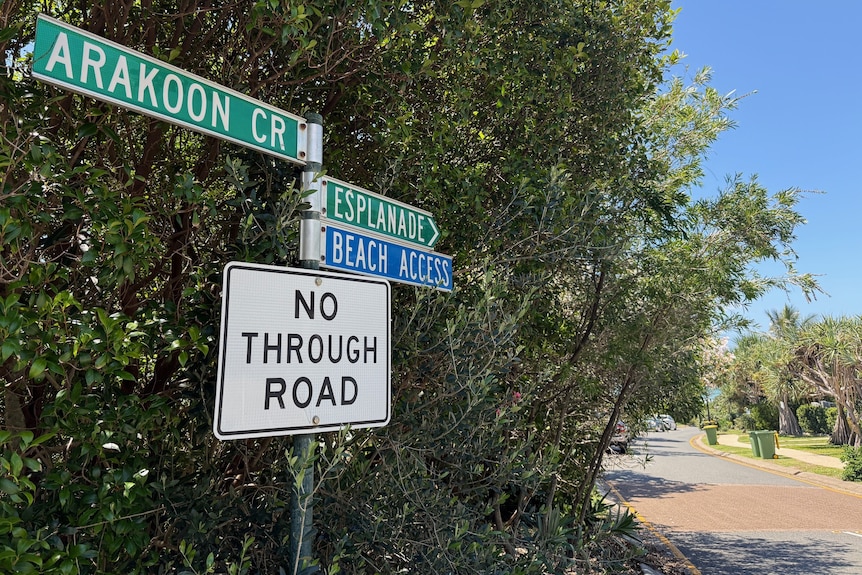 ARAKOON CR
ESPLANADE
BEACH ACCESS
NO
THROUGH
ROAD